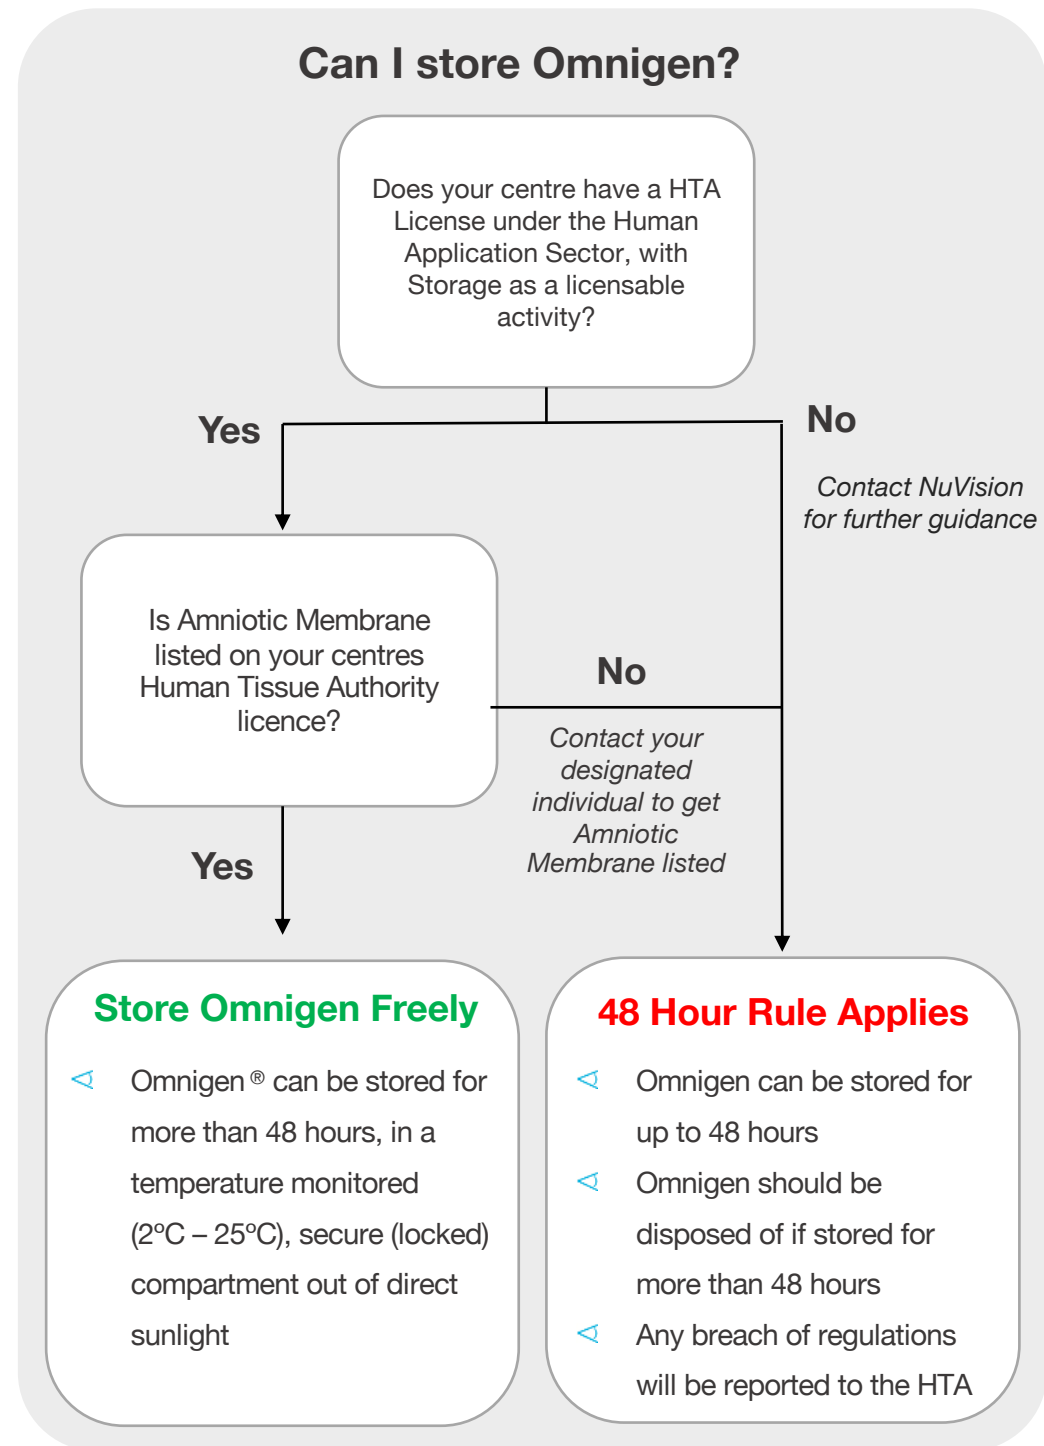 Can I store Omnigen?
Does your centre have a HTA
License under the Human
Application Sector, with
Storage as a licensable
activity?
Yes
No
Contact NuVision
for further guidance
Is Amniotic Membrane
listed on your centres
Human Tissue Authority
licence?
No
Contact your
designated
individual to get
Amniotic
Membrane listed
Yes
Store Omnigen Freely
Omnigen ® can be stored for
more than 48 hours, in a
temperature monitored
(2ºC – 25ºC), secure (locked)
compartment out of direct
sunlight
48 Hour Rule Applies
Omnigen can be stored for
up to 48 hours
Omnigen should be
disposed of if stored for
more than 48 hours
Any breach of regulations
will be reported to the HTA